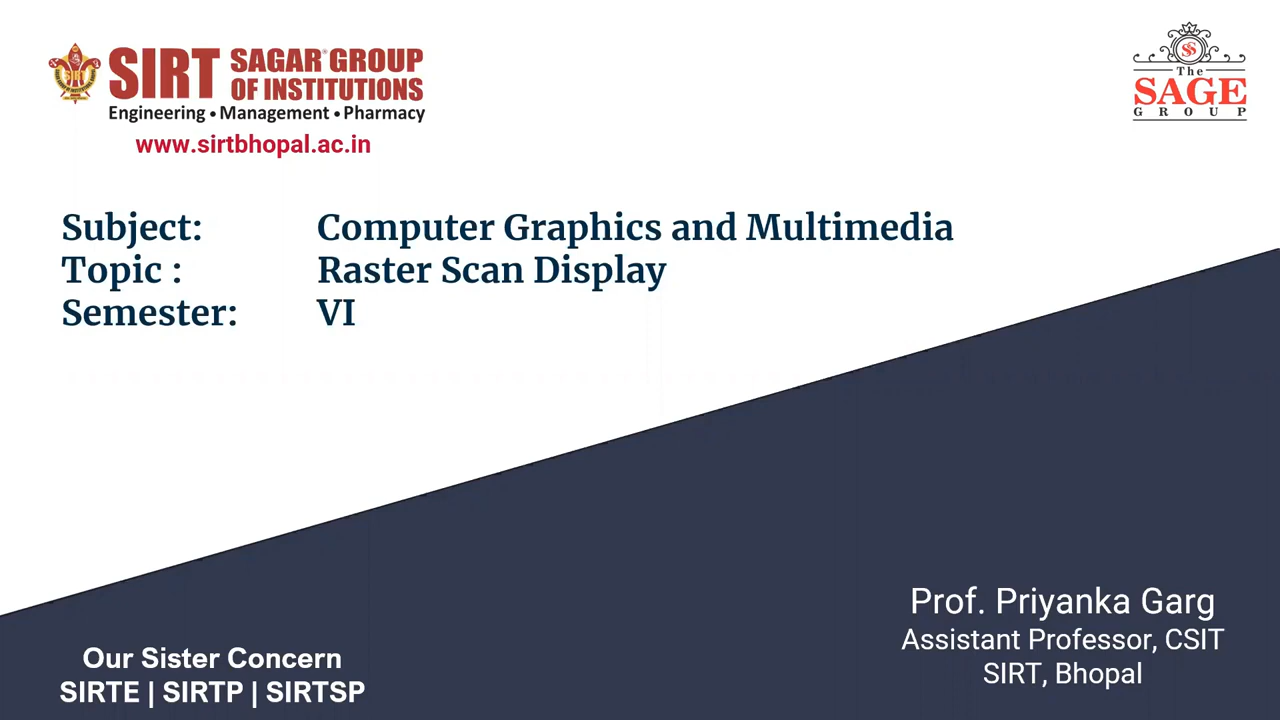 SIRT SAGAR GROUP OF INSTITUTIONS
Engineering • Management • Pharmacy
www.sirtbhopal.ac.in
The
SAGE
GROUP
Subject: Computer Graphics and Multimedia
Topic : Raster Scan Display
Semester: VI
Prof. Priyanka Garg
Assistant Professor, CSIT
SIRT, Bhopal
Our Sister Concern
SIRTE | SIRTP | SIRTSP